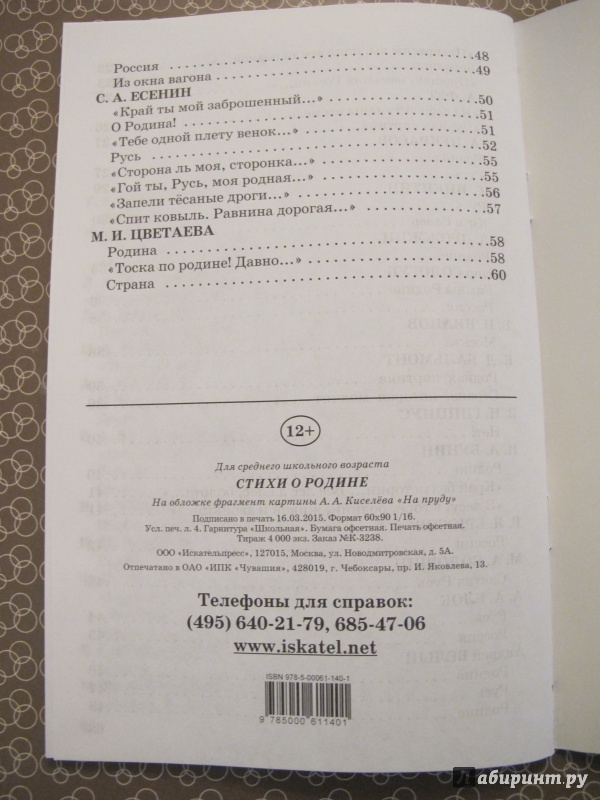 Россия . . . . . . . . . . . . . . . . . . . . . . . . . . . . . . . . . . 48
Из окна вагона . . . . . . . . . . . . . . . . . . . . . . . . . . . . 49
С. А. ЕСЕНИН
«Край ты мой заброшенный...» . . . . . . . . . . . . . . . . 50
О Родина! . . . . . . . . . . . . . . . . . . . . . . . . . . . . . . . . 51
«Тебе одной плету венок...» . . . . . . . . . . . . . . . . . . . 51
Русь . . . . . . . . . . . . . . . . . . . . . . . . . . . . . . . . . . . . 52
«Сторона ль моя, сторонка...» . . . . . . . . . . . . . . . . . 55
«Гой ты, Русь, моя родная...» . . . . . . . . . . . . . . . . . . 55
«Запели тёсаные дроги...» . . . . . . . . . . . . . . . . . . . . 56
«Спит ковыль. Равнина дорогая...» . . . . . . . . . . . . . 57
М. И. ЦВЕТАЕВА
Родина . . . . . . . . . . . . . . . . . . . . . . . . . . . . . . . . . . 58
«Тоска по родине! Давно...» . . . . . . . . . . . . . . . . . . . 58
Страна . . . . . . . . . . . . . . . . . . . . . . . . . . . . . . . . . . 60
12+
Для среднего школьного возраста
СТИХИ О РОДИНЕ
На обложке фрагмент картины А. А. Киселёва «На пруду»
Подписано в печать 16.03.2015. Формат 60х90 1/16.
Усл. печ. л. 4. Гарнитура «Школьная». Бумага офсетная. Печать офсетная.
Тираж 4 000 экз. Заказ №К-3238.
ООО «Искательпресс», 127015, Москва, ул. Новодмитровская, д. 5А.
Отпечатано в ОАО «ИПК «Чувашия», 428019, г. Чебоксары, пр. И. Яковлева, 13.
Телефоны для справок:
(495) 640-21-79, 685-47-06
www.iskatel.net
ISBN 978-5-00061-140-1
9 785000 611401
лабиринт.ру